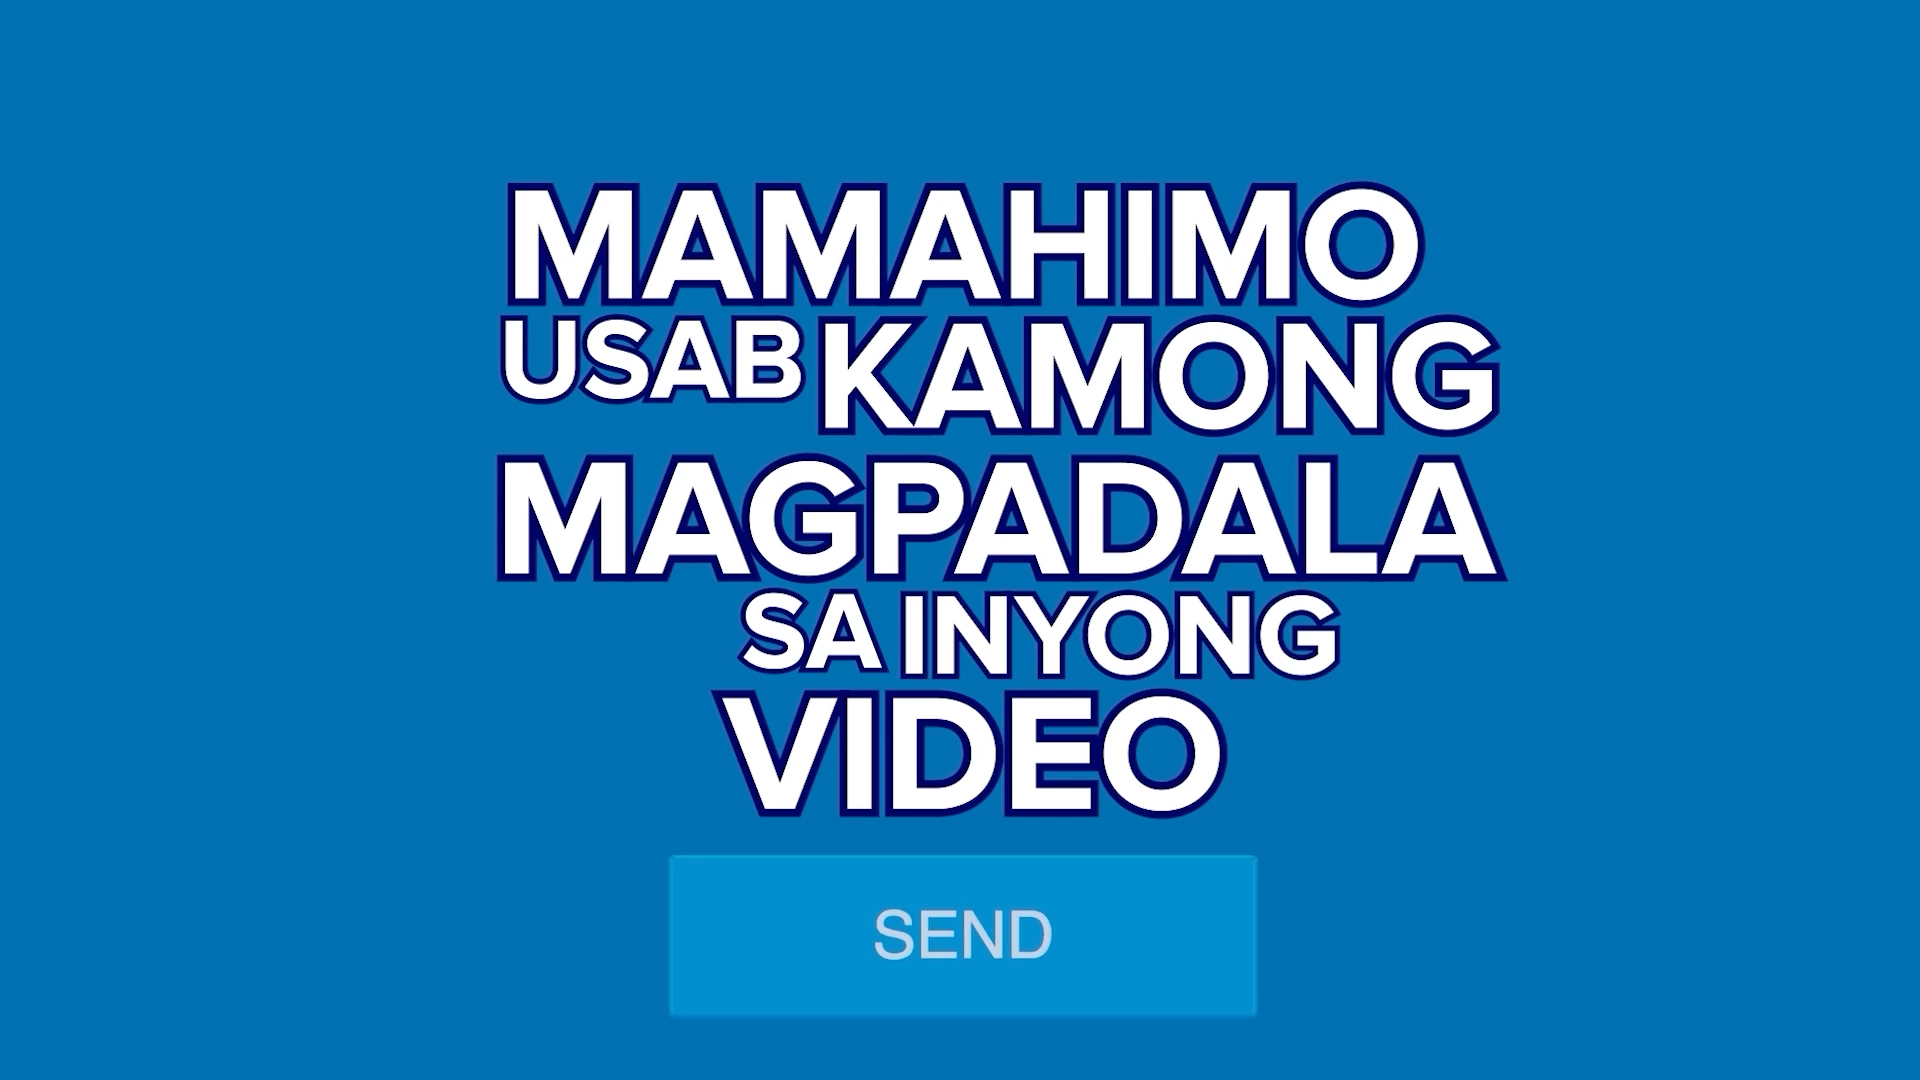 MAMAHIMO
USAB KAMONG
MAGPADALA
SA INYONG
VIDEO
SEND